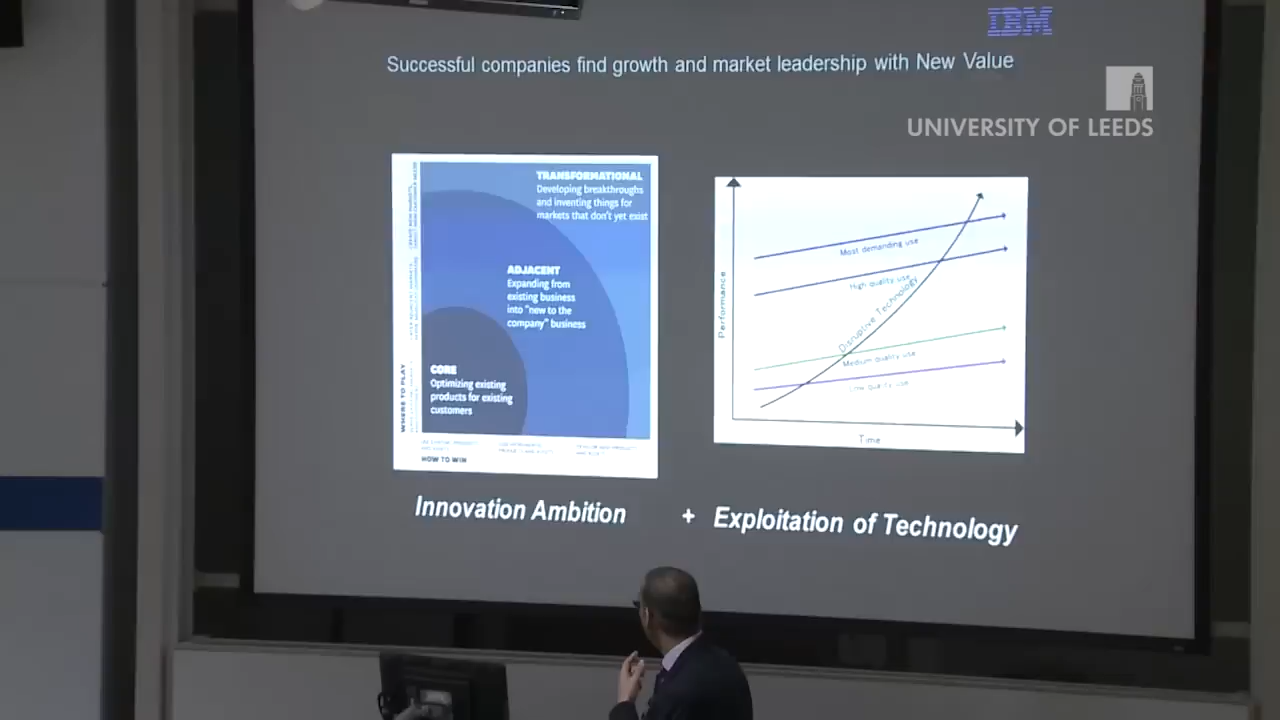 IBM
Successful companies find growth and market leadership with New Value
UNIVERSITY OF LEEDS
TRANSFORMATIONAL
Developing breakthroughs
and inventing things for
markets that don't yet exist
ADJACENT
Expanding from
existing business
into "new to the
company" business
CORE
Optimizing existing
products for existing
customers
WHERE TO PLAY
HOW TO WIN
Performance
Most demanding use
High quality use
Disruptive Technology
Medium quality use
Low quality use
Time
Innovation Ambition
+ Exploitation of Technology